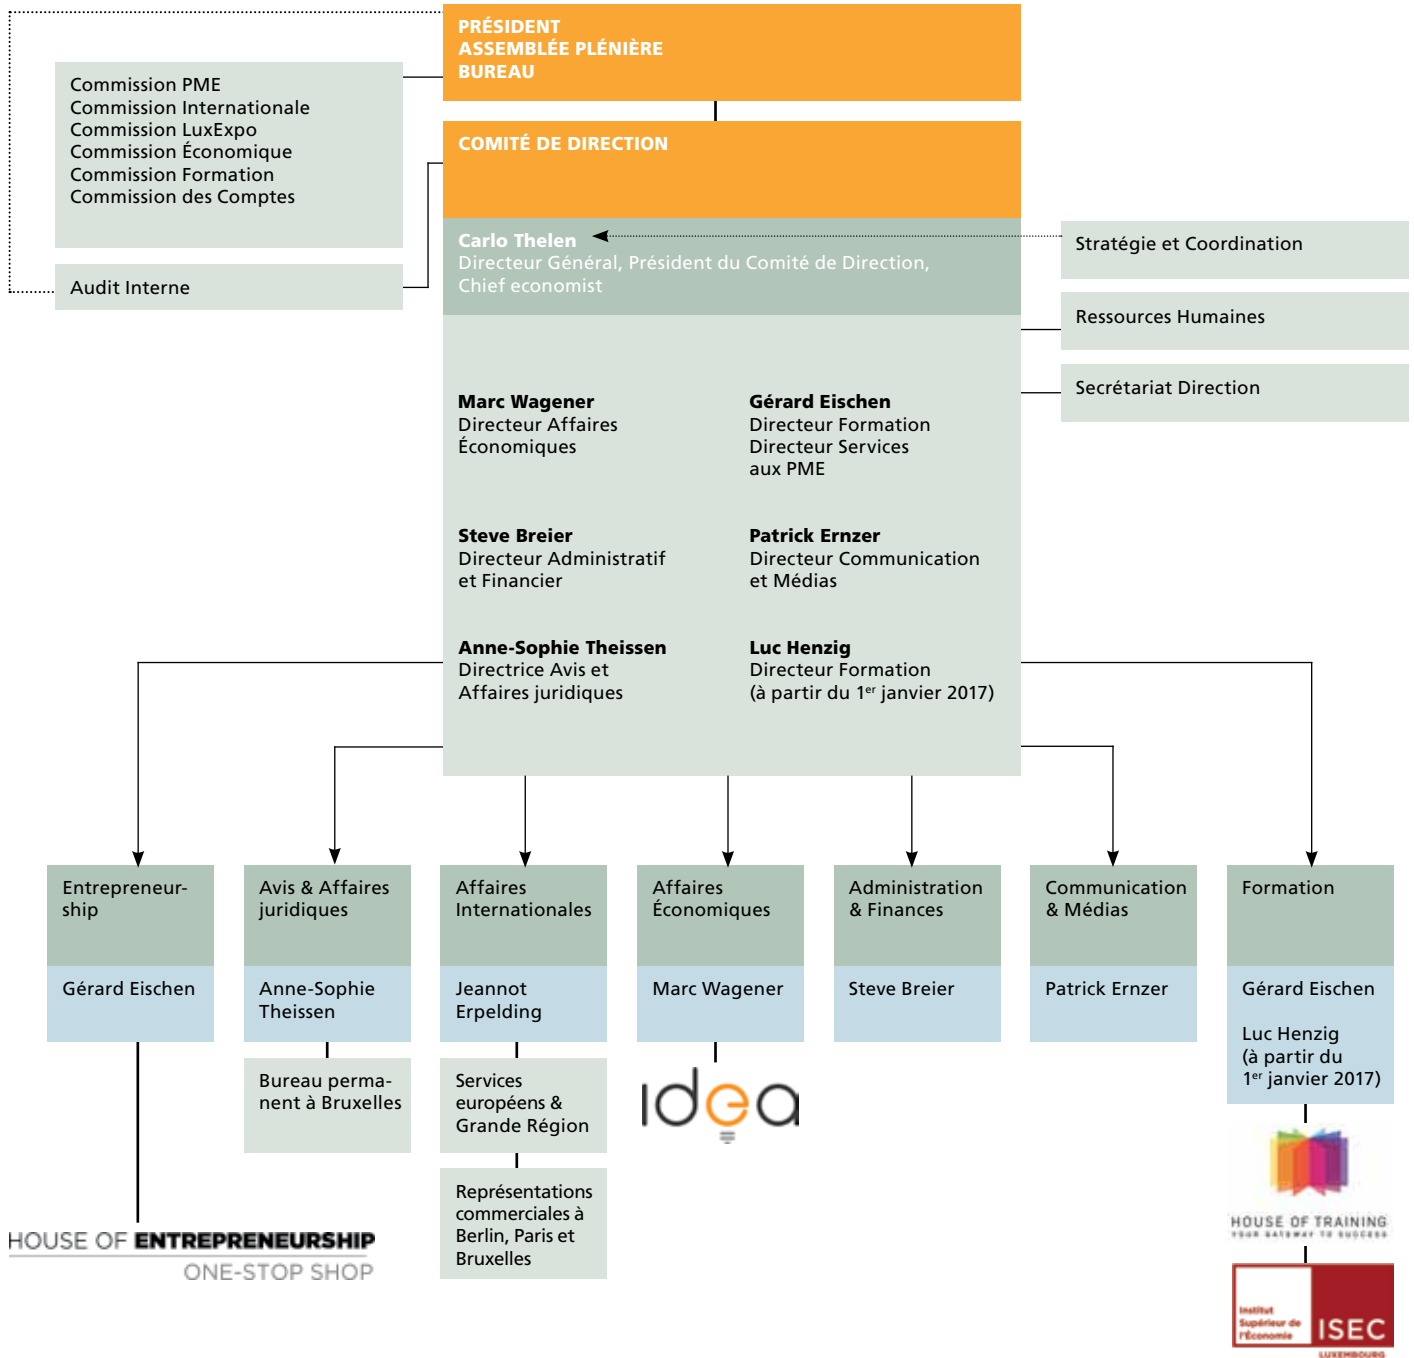 PRÉSIDENT
ASSEMBLÉE PLÉNIÈRE
BUREAU
Commission PME
Commission Internationale
Commission LuxExpo
Commission Économique
Commission Formation
Commission des Comptes
COMITÉ DE DIRECTION
Audit Interne
Carlo Thelen
Directeur Général, Président du Comité de Direction,
Chief economist
Stratégie et Coordination
Ressources Humaines
Secrétariat Direction
Marc Wagener
Directeur Affaires
Économiques
Gérard Eischen
Directeur Formation
Directeur Services
aux PME
Steve Breier
Directeur Administratif
et Financier
Patrick Ernzer
Directeur Communication
et Médias
Anne-Sophie Theissen
Directrice Avis et
Affaires juridiques
Luc Henzig
Directeur Formation
(à partir du 1er janvier 2017)
Entrepreneur-
ship
Gérard Eischen
HOUSE OF ENTREPRENEURSHIP
ONE-STOP SHOP
Avis & Affaires
juridiques
Anne-Sophie
Theissen
Bureau perma-
nent à Bruxelles
Affaires
Internationales
Jeannot
Erpelding
Services
européens &
Grande Région
Représentations
commerciales à
Berlin, Paris et
Bruxelles
Affaires
Économiques
Marc Wagener
idea
Administration
& Finances
Steve Breier
Communication
& Médias
Patrick Ernzer
Formation
Gérard Eischen
Luc Henzig
(à partir du
1er janvier 2017)
HOUSE OF TRAINING
YOUR GATEWAY TO SUCCESS
Institut
Supérieur de
l'Économie
ISEC
LUXEMBOURG